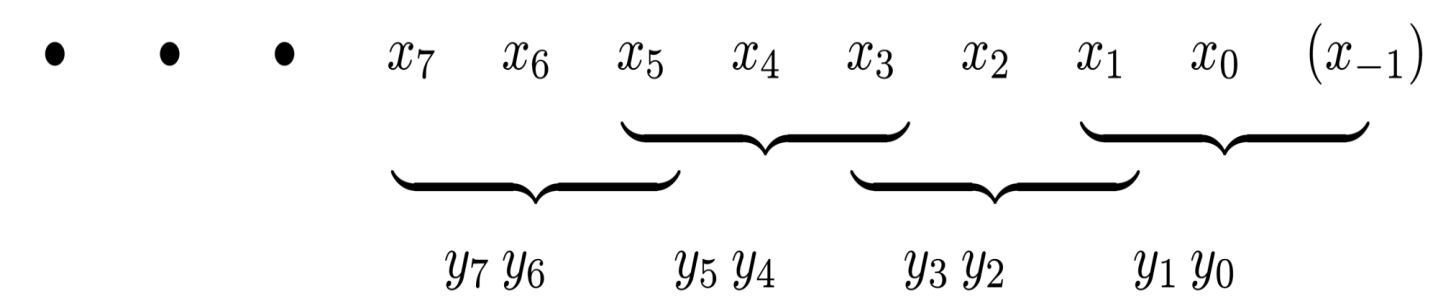 • • • x₇ x₆ x₅ x₄ x₃ x₂ x₁ x₀ (x₋₁)
y₇ y₆ y₅ y₄ y₃ y₂ y₁ y₀